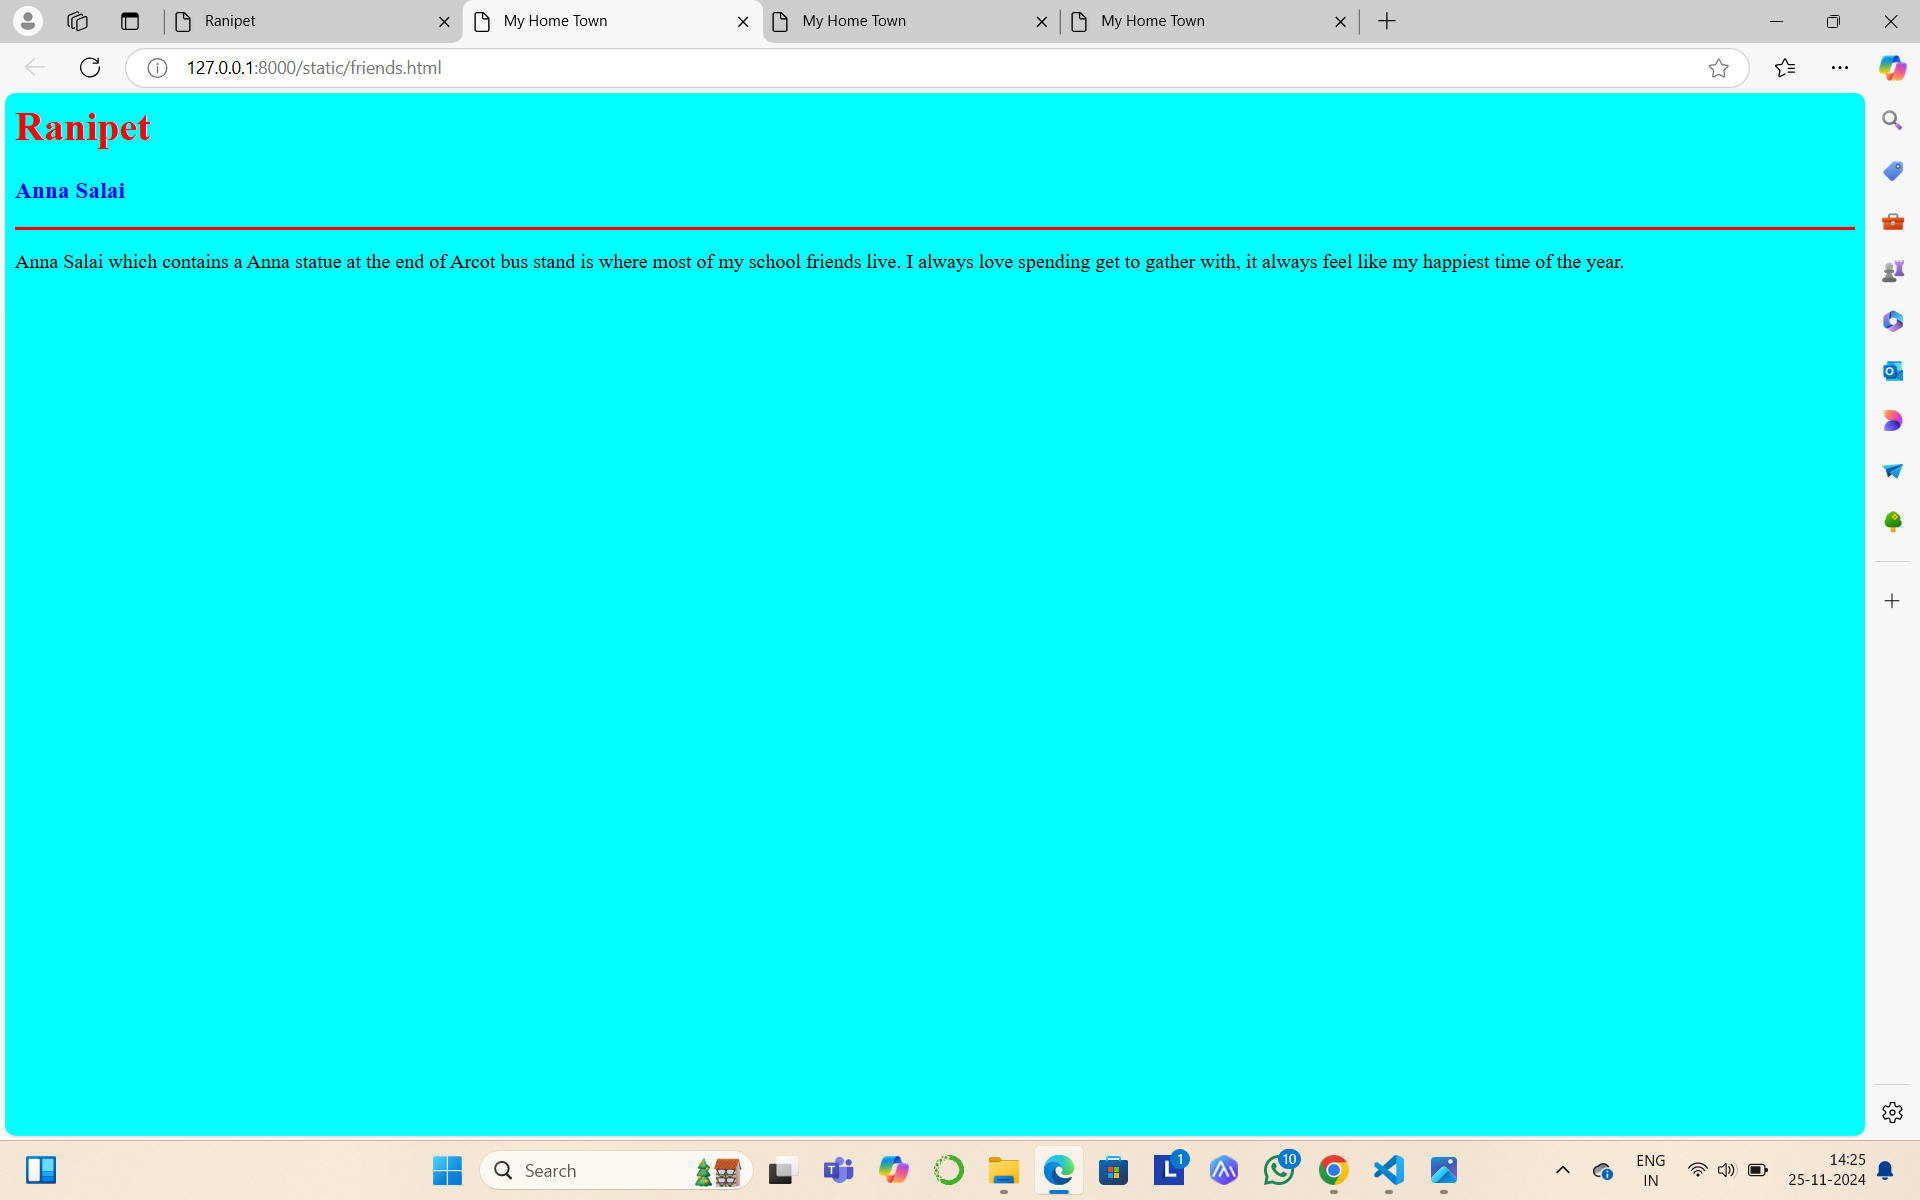 Ranipet
My Home Town
My Home Town
My Home Town
127.0.0.1:8000/static/friends.html
Ranipet
Anna Salai
Anna Salai which contains a Anna statue at the end of Arcot bus stand is where most of my school friends live. I always love spending get to gather with, it always feel like my happiest time of the year.
Search
1
10
ENG
IN
14:25
25-11-2024